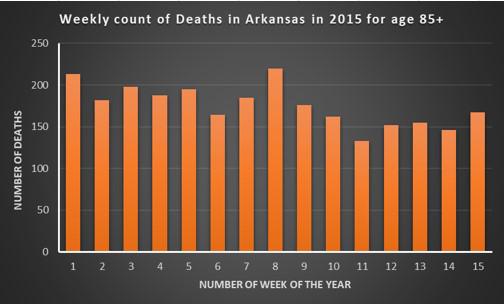 Weekly count of Deaths in Arkansas in 2015 for age 85+
250
200
150
100
50
0
NUMBER OF DEATHS
1 2 3 4 5 6 7 8 9 10 11 12 13 14 15
NUMBER OF WEEK OF THE YEAR